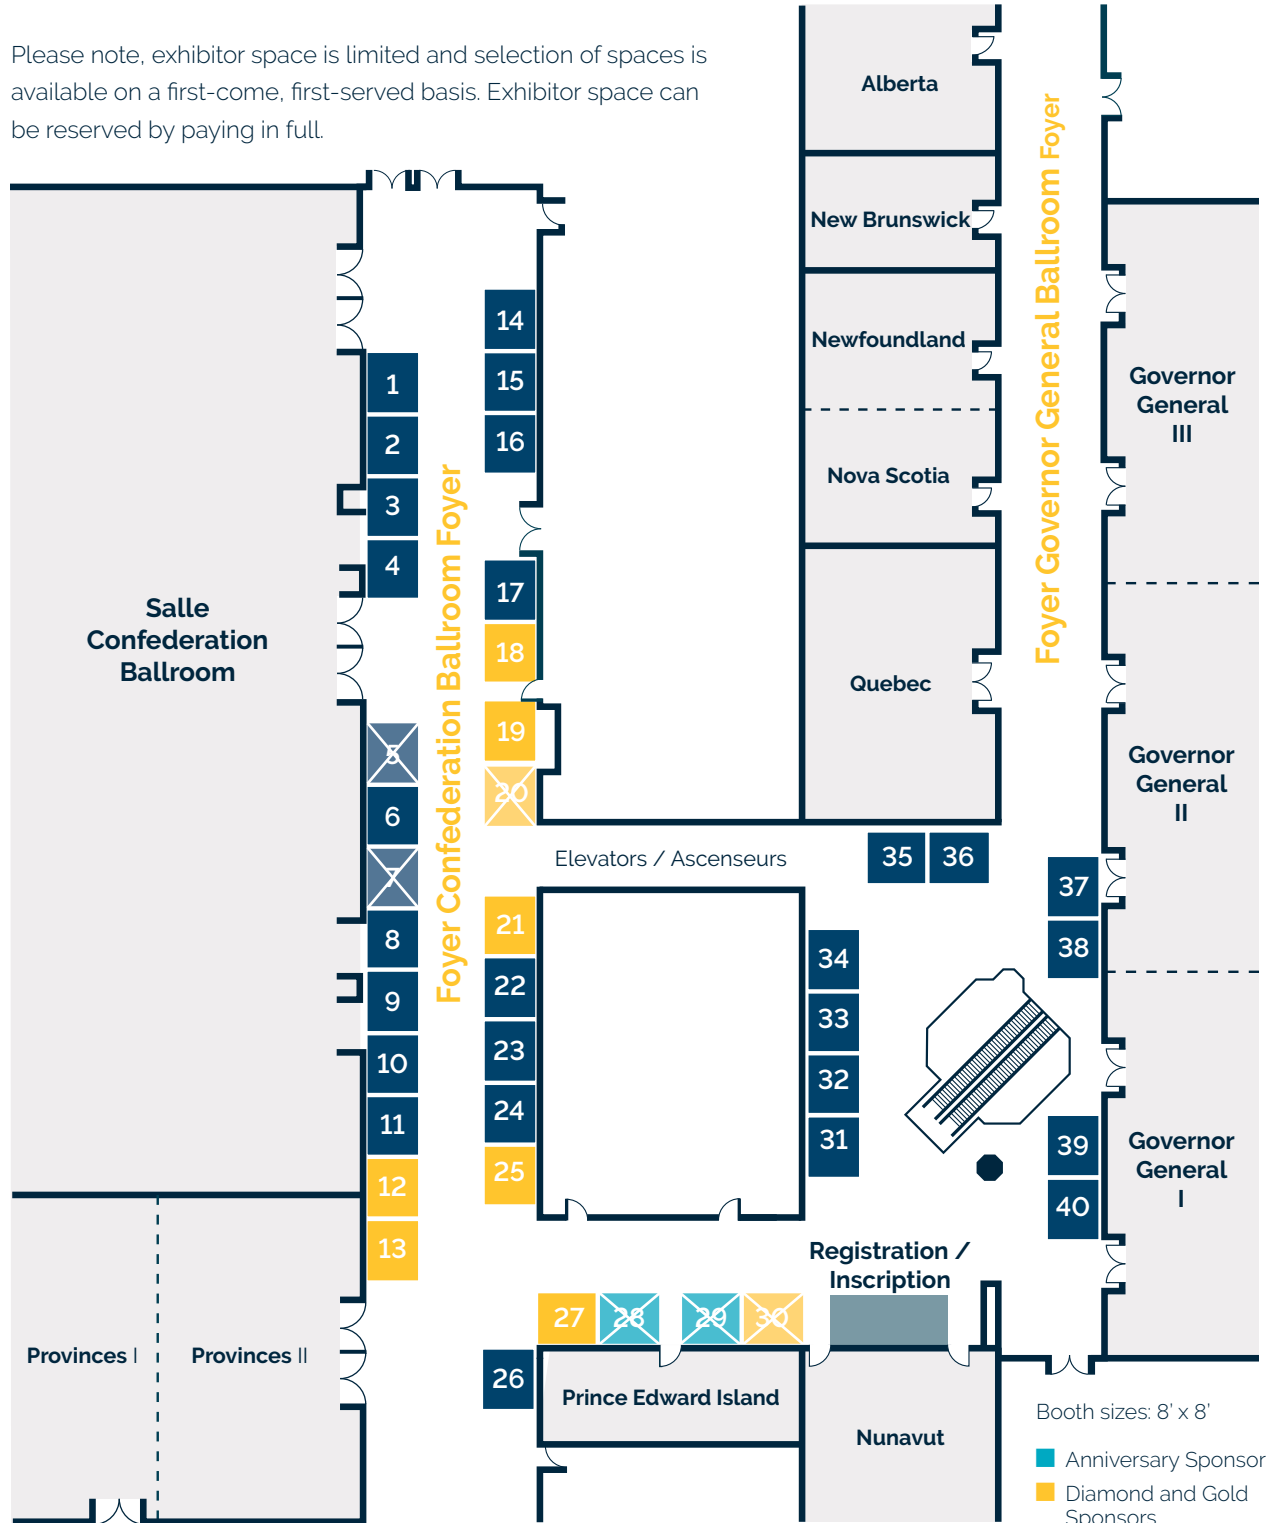 Please note, exhibitor space is limited and selection of spaces is
available on a first-come, first-served basis. Exhibitor space can
be reserved by paying in full.
Alberta
New Brunswick
Newfoundland
Nova Scotia
Quebec
Foyer Governor General Ballroom Foyer
Governor
General
III
Governor
General
II
Governor
General
I
Salle
Confederation
Ballroom
Foyer Confederation Ballroom Foyer
1
2
3
4
5
6
7
8
9
10
11
12
13
14
15
16
17
18
19
20
Elevators / Ascenseurs
21
22
23
24
25
26
27
28
29
30
31
32
33
34
35
36
37
38
39
40
Registration /
Inscription
Provinces I
Provinces II
Prince Edward Island
Nunavut
Booth sizes: 8’ x 8’
Anniversary Sponsor
Diamond and Gold
Sponsors